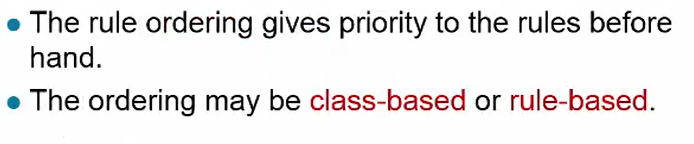 • The rule ordering gives priority to the rules before
hand.
• The ordering may be class-based or rule-based.